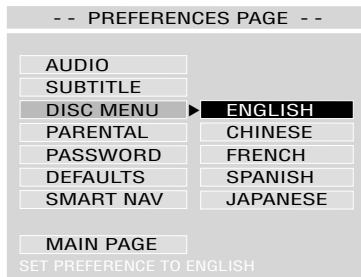 - - PREFERENCES PAGE - -
AUDIO
SUBTITLE
DISC MENU ENGLISH
PARENTAL CHINESE
PASSWORD FRENCH
DEFAULTS SPANISH
SMART NAV JAPANESE
MAIN PAGE
SET PREFERENCE TO ENGLISH